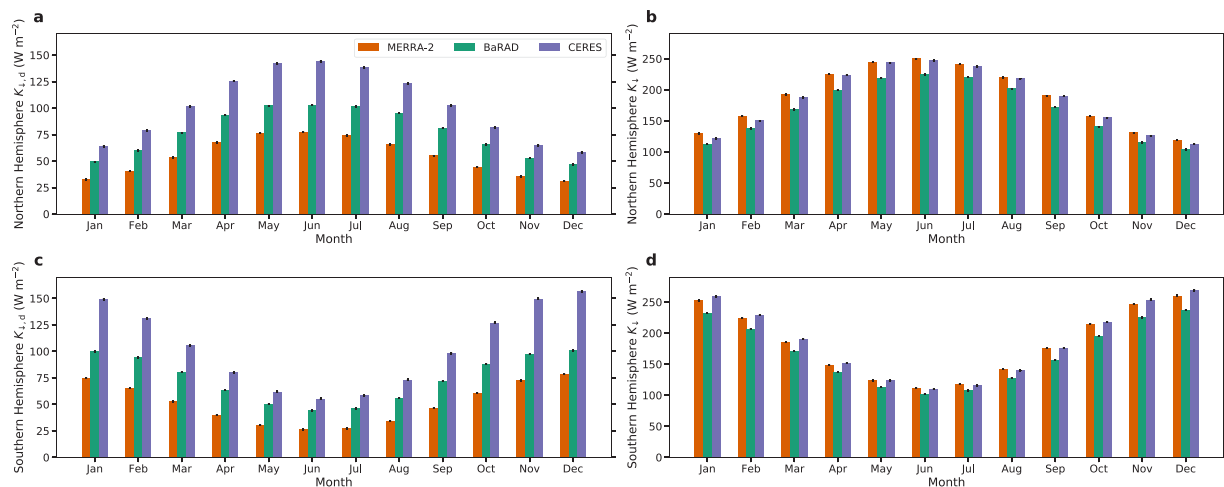 a
Northern Hemisphere K↓,d (W m−2)
150
125
100
75
50
25
0
MERRA-2 BaRAD CERES
Jan Feb Mar Apr May Jun Jul Aug Sep Oct Nov Dec
Month
b
Northern Hemisphere K↓ (W m−2)
250
200
150
100
50
0
Jan Feb Mar Apr May Jun Jul Aug Sep Oct Nov Dec
Month
c
Southern Hemisphere K↓,d (W m−2)
150
125
100
75
50
25
0
Jan Feb Mar Apr May Jun Jul Aug Sep Oct Nov Dec
Month
d
Southern Hemisphere K↓ (W m−2)
250
200
150
100
50
0
Jan Feb Mar Apr May Jun Jul Aug Sep Oct Nov Dec
Month